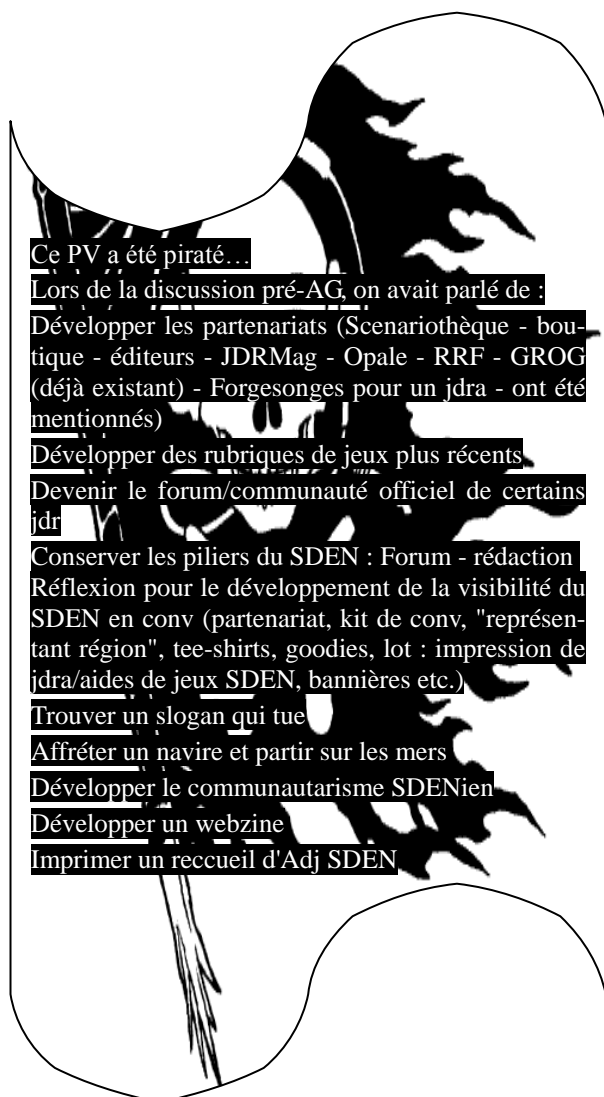 Ce PV a été piraté…
Lors de la discussion pré-AG, on avait parlé de :
Développer les partenariats (Scenariothèque - bou-
tique - éditeurs - JDRMag - Opale - RRF - GROG
(déjà existant) - Forgesonges pour un jdra - ont été
mentionnés)
Développer des rubriques de jeux plus récents
Devenir le forum/communauté officiel de certains
jdr
Conserver les piliers du SDEN : Forum - rédaction
Réflexion pour le développement de la visibilité du
SDEN en conv (partenariat, kit de conv, "représen-
tant région", tee-shirts, goodies, lot : impression de
jdra/aides de jeux SDEN, bannières etc.)
Trouver un slogan qui tue
Affréter un navire et partir sur les mers
Développer le communautarisme SDENien
Développer un webzine
Imprimer un reccueil d'Adj SDEN